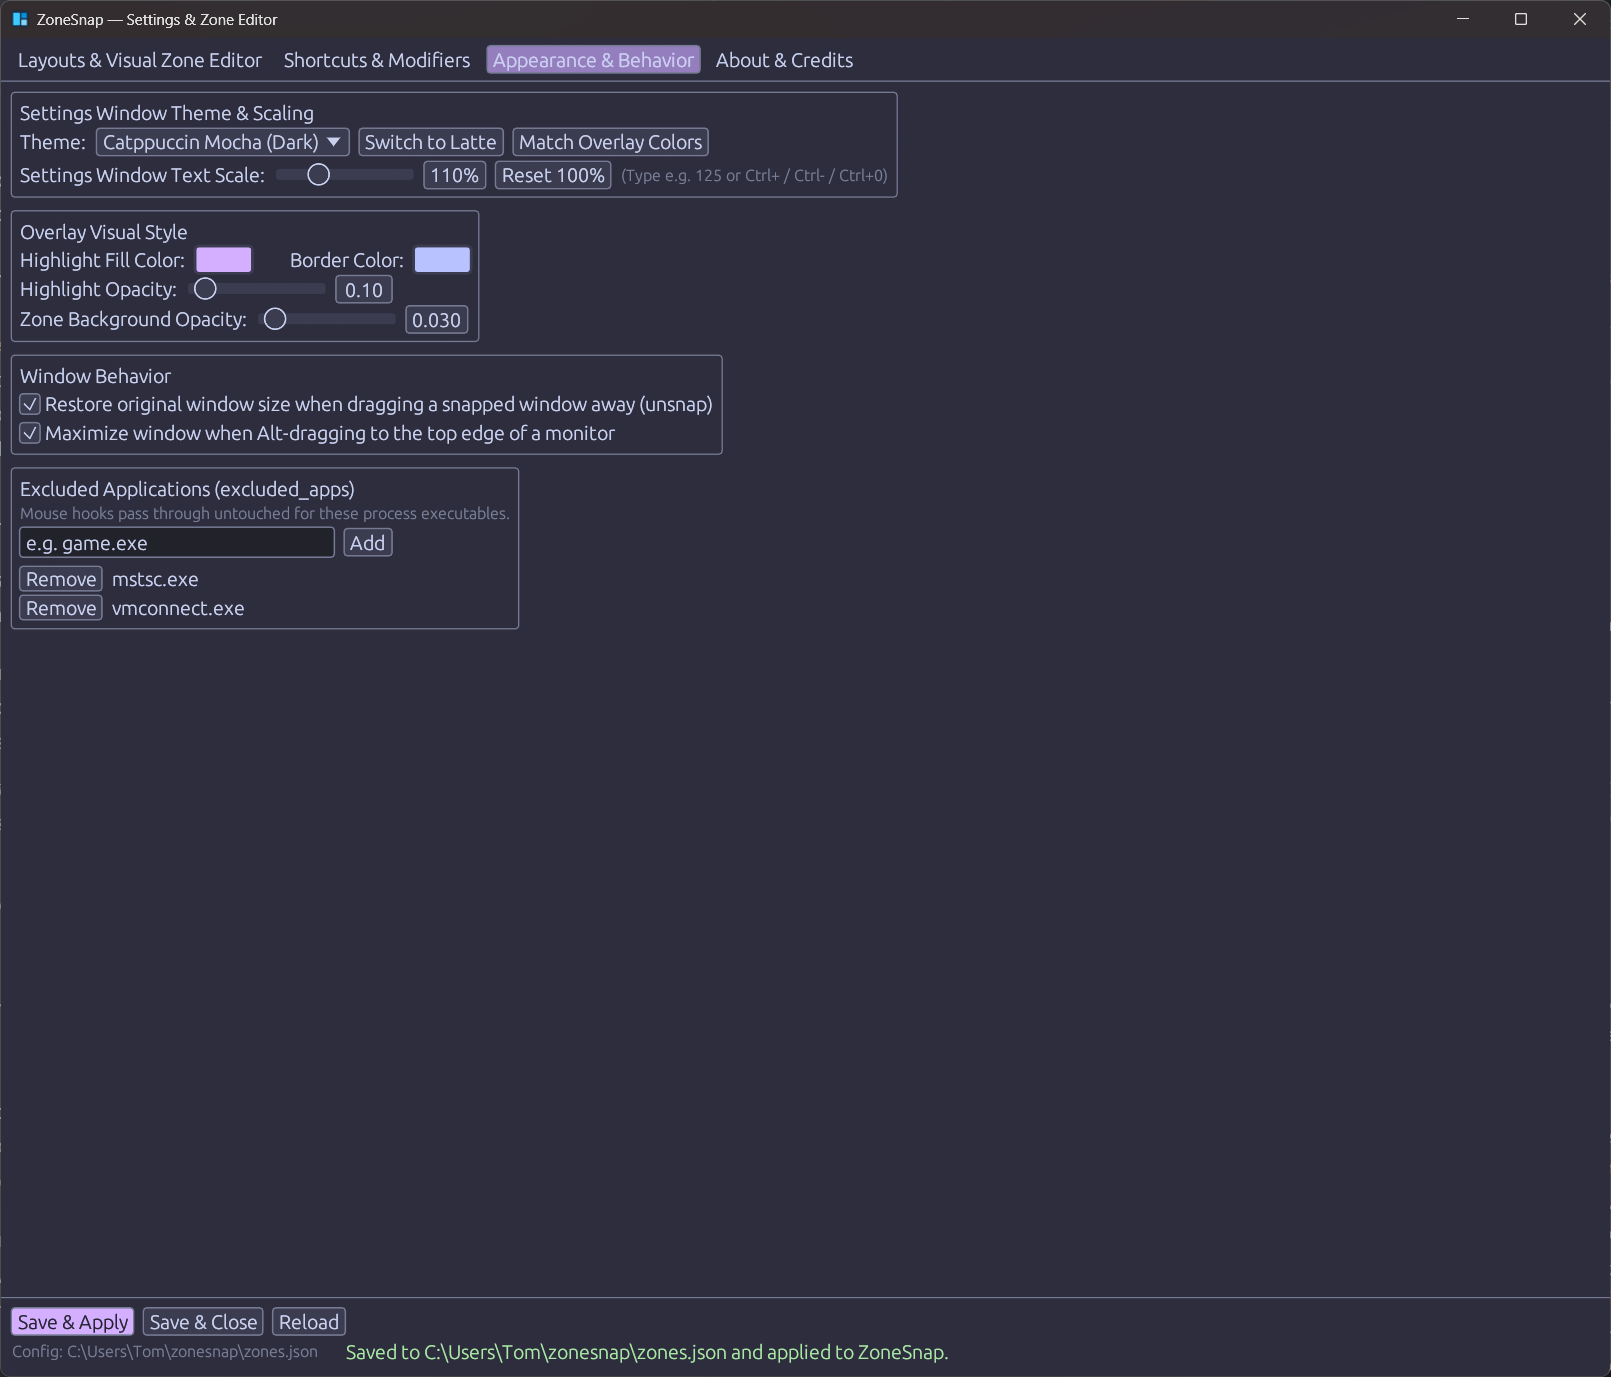 ZoneSnap — Settings & Zone Editor
Layouts & Visual Zone Editor Shortcuts & Modifiers Appearance & Behavior About & Credits
Settings Window Theme & Scaling
Theme: Catppuccin Mocha (Dark) Switch to Latte Match Overlay Colors
Settings Window Text Scale: 110% Reset 100% (Type e.g. 125 or Ctrl+ / Ctrl- / Ctrl+0)
Overlay Visual Style
Highlight Fill Color: Border Color:
Highlight Opacity: 0.10
Zone Background Opacity: 0.030
Window Behavior
Restore original window size when dragging a snapped window away (unsnap)
Maximize window when Alt-dragging to the top edge of a monitor
Excluded Applications (excluded_apps)
Mouse hooks pass through untouched for these process executables.
e.g. game.exe Add
Remove mstsc.exe
Remove vmconnect.exe
Save & Apply Save & Close Reload
Config: C:\Users\Tom\zonesnap\zones.json Saved to C:\Users\Tom\zonesnap\zones.json and applied to ZoneSnap.